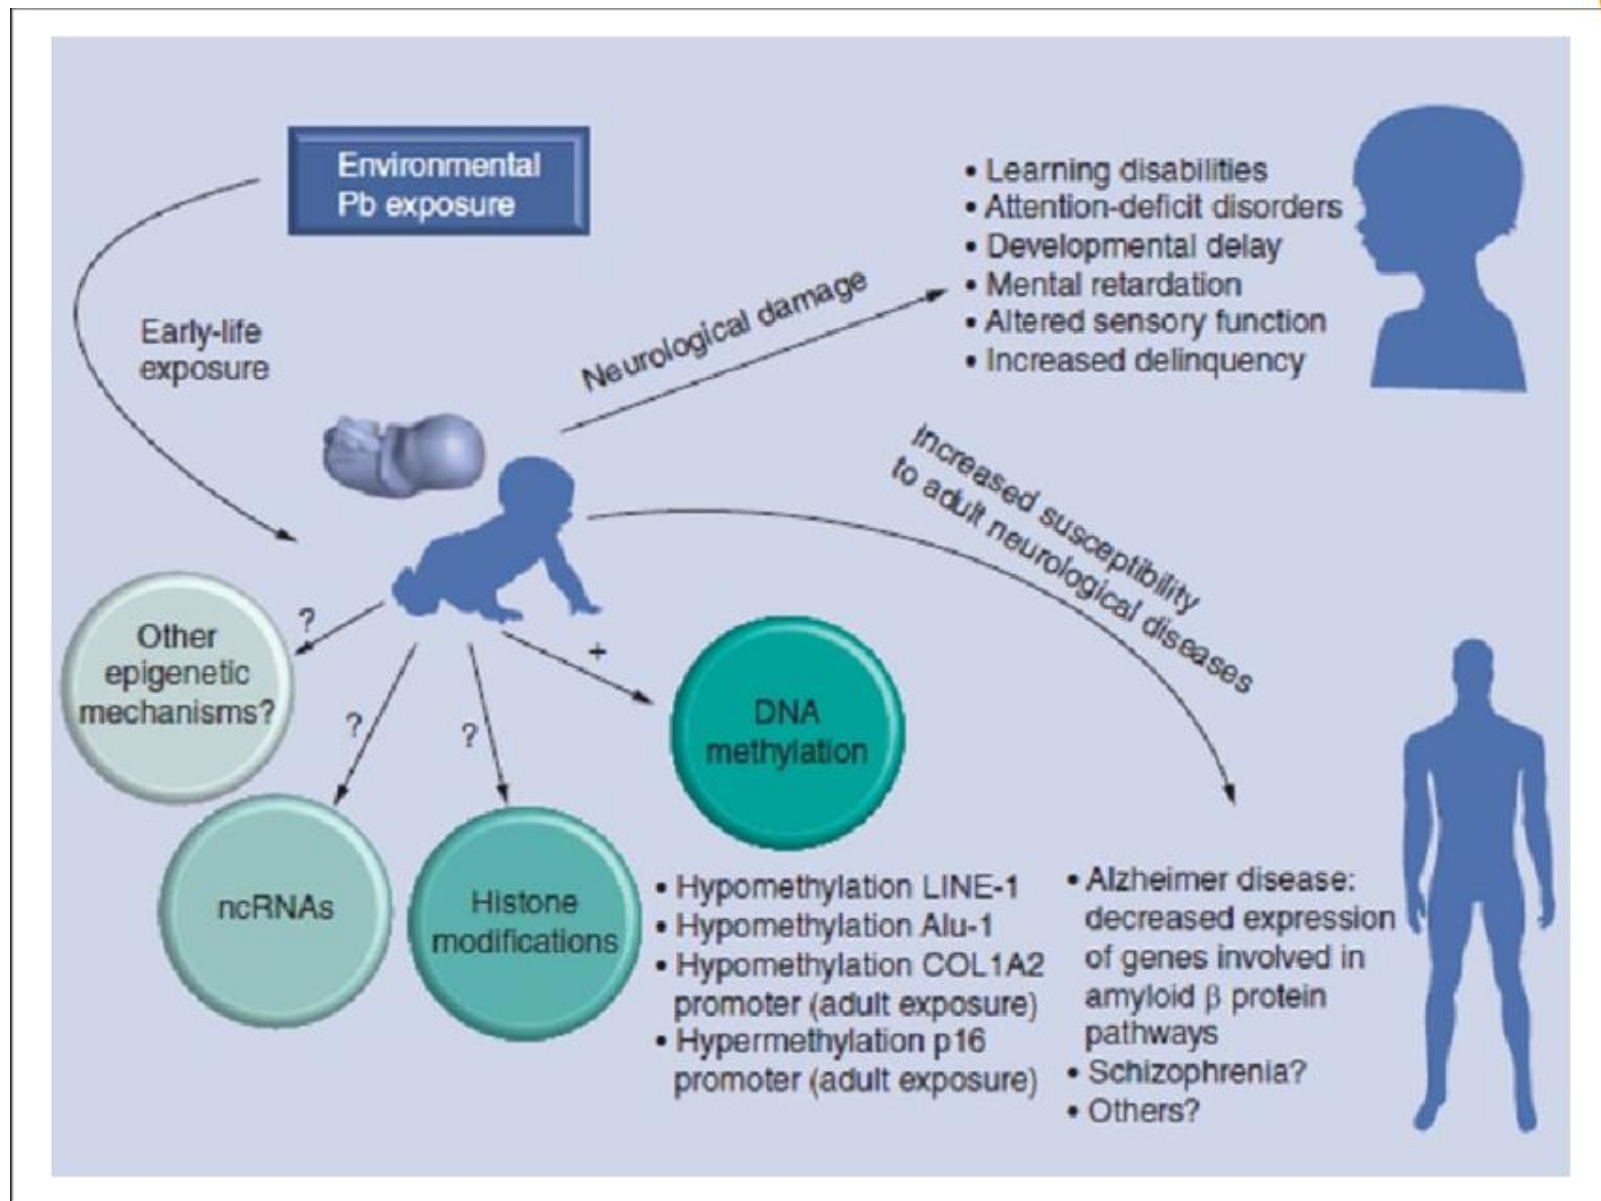 Environmental
Pb exposure
Early-life
exposure
Neurological damage
• Learning disabilities
• Attention-deficit disorders
• Developmental delay
• Mental retardation
• Altered sensory function
• Increased delinquency
Increased susceptibility
to adult neurological diseases
?
Other
epigenetic
mechanisms?
?
ncRNAs
?
Histone
modifications
+
DNA
methylation
• Hypomethylation LINE-1
• Hypomethylation Alu-1
• Hypomethylation COL1A2
promoter (adult exposure)
• Hypermethylation p16
promoter (adult exposure)
• Alzheimer disease:
decreased expression
of genes involved in
amyloid β protein
pathways
• Schizophrenia?
• Others?